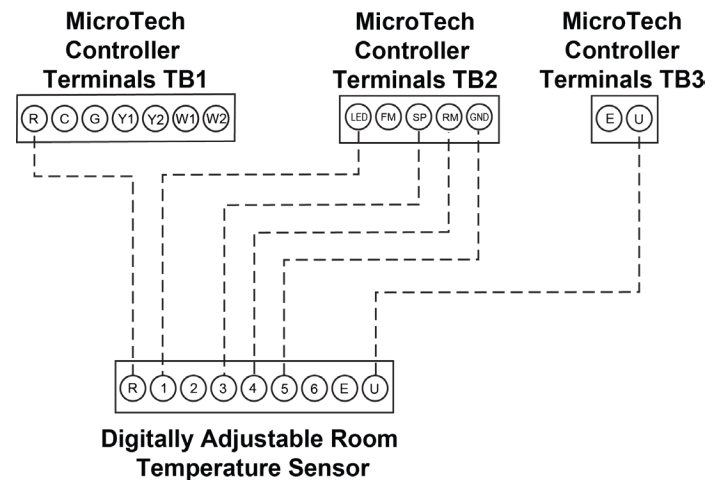 MicroTech
Controller
Terminals TB1
R C G Y1 Y2 W1 W2
MicroTech
Controller
Terminals TB2
LED FM SP RM GND
MicroTech
Controller
Terminals TB3
E U
R 1 2 3 4 5 6 E U
Digitally Adjustable Room
Temperature Sensor